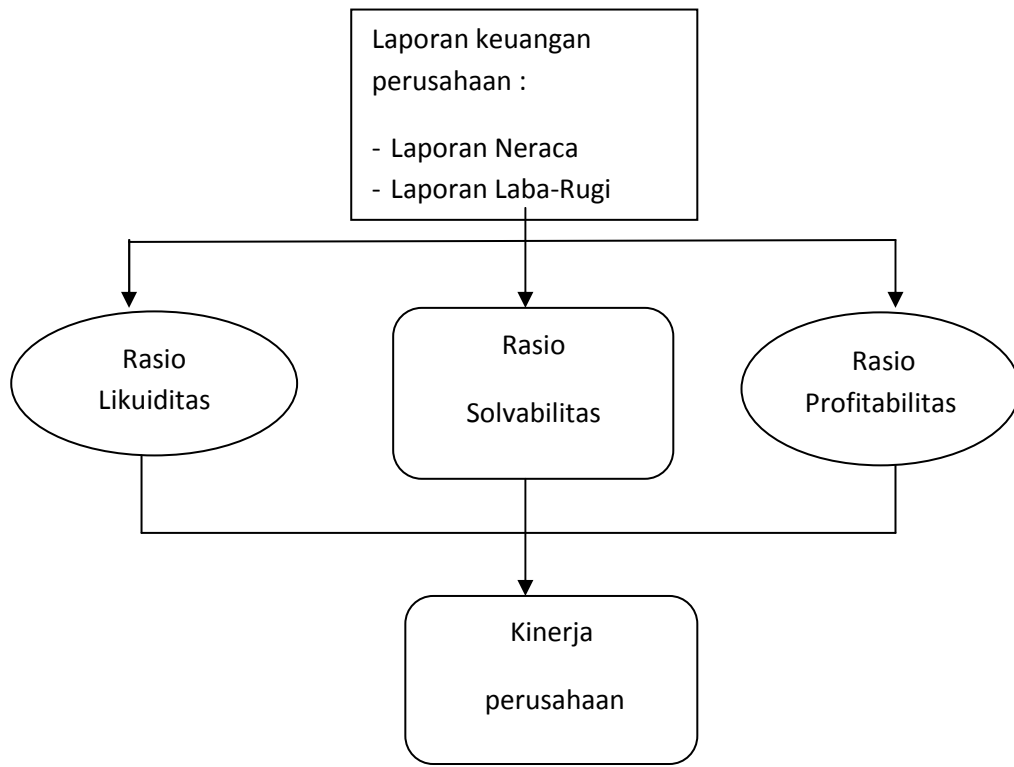 Laporan keuangan
perusahaan :
- Laporan Neraca
- Laporan Laba-Rugi
Rasio
Likuiditas
Rasio
Solvabilitas
Rasio
Profitabilitas
Kinerja
perusahaan